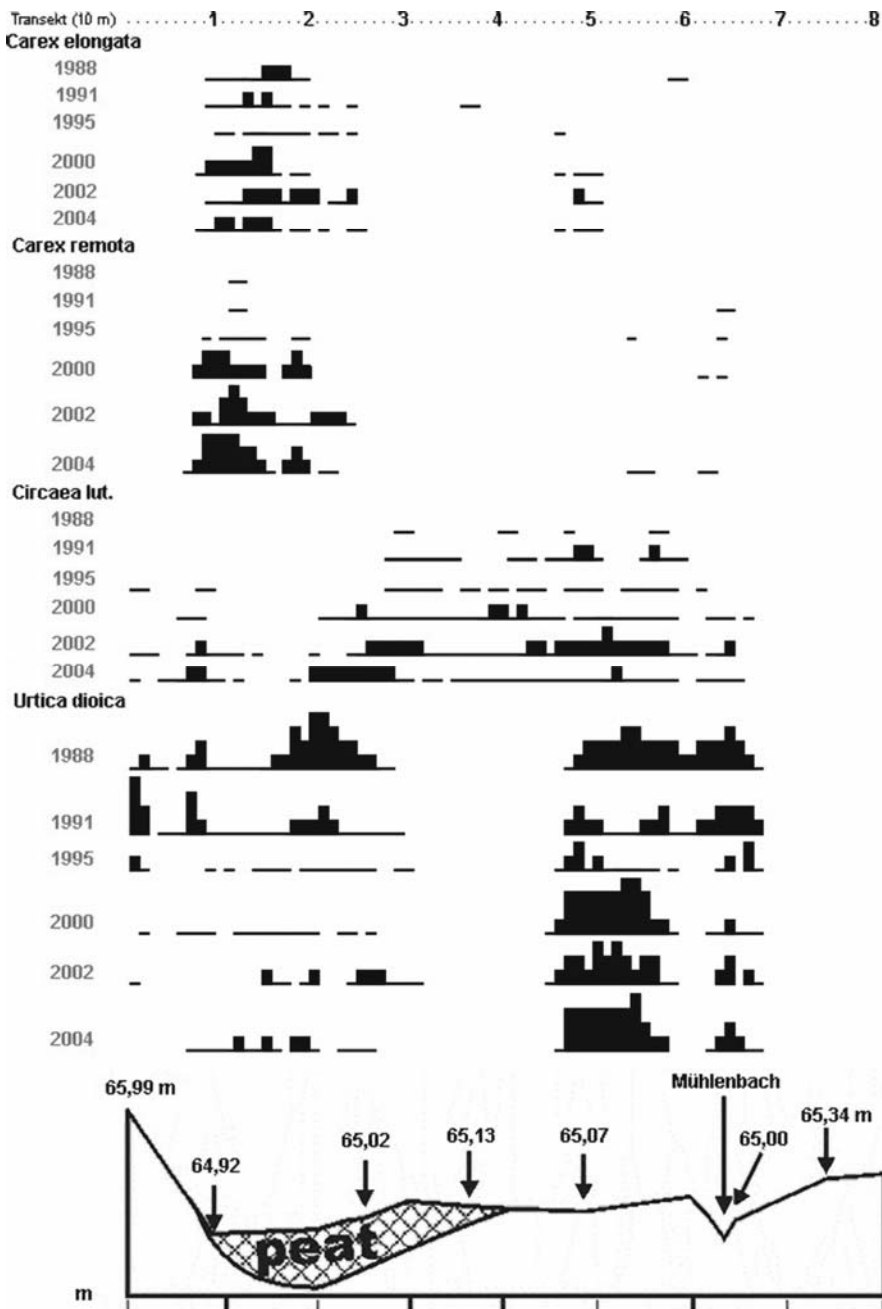 Transekt (10 m) 1 2 3 4 5 6 7 8
Carex elongata
1988
1991
1995
2000
2002
2004
Carex remota
1988
1991
1995
2000
2002
2004
Circaea lut.
1988
1991
1995
2000
2002
2004
Urtica dioica
1988
1991
1995
2000
2002
2004
Mühlenbach
65,99 m
65,34 m
65,02 65,13 65,07 65,00
64,92
peat
m